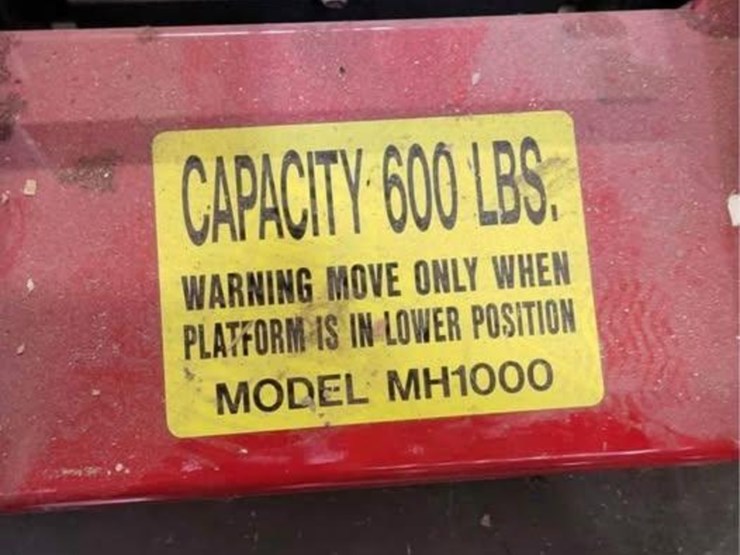 CAPACITY 600 LBS.
WARNING MOVE ONLY WHEN
PLATFORM IS IN LOWER POSITION
MODEL MH1000